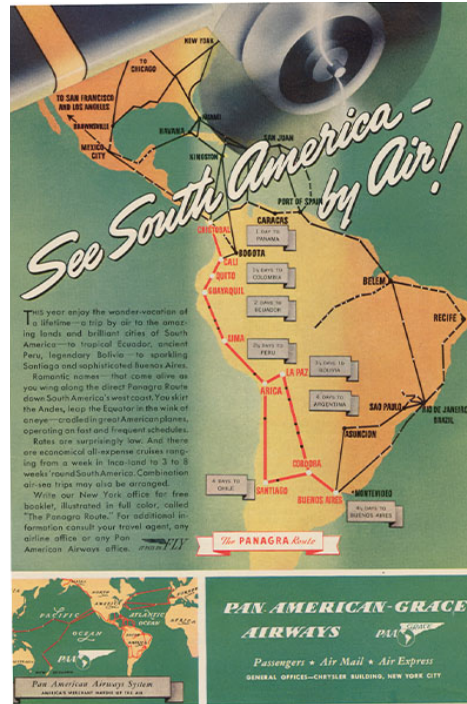 NEW YORK
TO
CHICAGO
TO SAN FRANCISCO
AND LOS ANGELES
BROWNSVILLE
MIAMI
HAVANA
MEXICO
CITY
SAN JUAN
KINGSTON
See South America-
by Air!
PORT OF SPAIN
CARACAS
CRISTOBAL
1 DAY TO
PANAMA
BOGOTA
CALI
QUITO
DAYS TO
COLOMBIA
BELEM
GUAYAQUIL
2 DAYS TO
ECUADOR
RECIFE
THIS year enjoy the wonder-vacation of
a lifetime—a trip by air to the amaz-
ing lands and brilliant cities of South
America—to tropical Ecuador, ancient
Peru, legendary Bolivia—to sparkling
Santiago and sophisticated Buenos Aires.
Romantic names—that come alive as
you wing along the direct Panagra Route
down South America's west coast. You skirt
the Andes, leap the Equator in the wink of
an eye—cradled in great American planes,
operating on fast and frequent schedules.
Rates are surprisingly low. And there
are economical all-expense cruises rang-
ing from a week in Inca-land to 3 to 8
weeks 'round South America. Combination
air-sea trips may also be arranged.
Write our New York office for free
booklet, illustrated in full color, called
"The Panagra Route." For additional in-
formation consult your travel agent, any
airline office or any Pan
American Airways office.
FLY
LIMA
DAYS TO
PERU
LA PAZ
DAYS TO
BOLIVIA
ARICA
DAYS TO
ARGENTINA
SAO PAULO
RIO DE JANEIRO
BRAZIL
ASUNCION
CORDOBA
DAYS TO
CHILE
SANTIAGO
BUENOS AIRES
MONTEVIDEO
DAYS TO
BUENOS AIRES
The PANAGRA Route
NORTH
AMERICA
PACIFIC
OCEAN
ATLANTIC
OCEAN
AFRICA
SOUTH
AMERICA
PAA
Pan American Airways System
AMERICA'S MERCHANT MARINE OF THE AIR
PAN AMERICAN-GRACE
AIRWAYS
PAA
GRACE
Passengers ★ Air Mail ★ Air Express
GENERAL OFFICES—CHRYSLER BUILDING, NEW YORK CITY